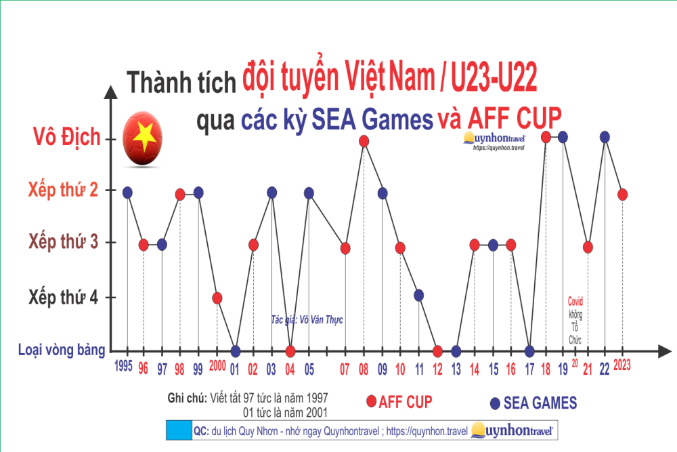 Thành tích đội tuyển Việt Nam / U23-U22
qua các kỳ SEA Games và AFF CUP
Quynhontravel
https://quynhon.travel
Vô Địch
Xếp thứ 2
Xếp thứ 3
Xếp thứ 4
Loại vòng bảng
Tác giả: Võ Văn Thực
Covid
không
Tổ
Chức
1995 96 97 98 99 2000 01 02 03 04 05 07 08 09 10 11 12 13 14 15 16 17 18 19 20 21 22 2023
Ghi chú: Viết tắt 97 tức là năm 1997
01 tức là năm 2001
AFF CUP
SEA GAMES
QC: du lịch Quy Nhơn - nhớ ngay Quynhontravel ; https://quynhon.travel
Quynhontravel